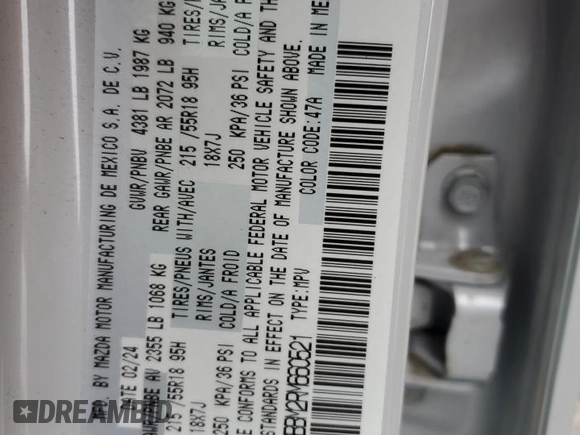 MFD. BY MAZDA MOTOR MANUFACTURING DE MEXICO S.A. DE C.V.
DATE 02/24 GVWR/PNBV 4381 LB 1987 KG
GAWR/PNBE AV 2355 LB 1068 KG REAR GAWR/PNBE AR 2072 LB 940 KG
215/55R18 95H TIRES/PNEUS WITH/AVEC 215/55R18 95H TIRES/
18X7J RIMS/JANTES 18X7J RIMS/JAN
250 KPA/36 PSI COLD/A FROID 250 KPA/36 PSI COLD/A F
CONFORMS TO ALL APPLICABLE FEDERAL MOTOR VEHICLE SAFETY AND TH
STANDARDS IN EFFECT ON THE DATE OF MANUFACTURE SHOWN ABOVE.
COLOR CODE:47A MADE IN ME
TYPE:MPV
RM660521
DREAMBID